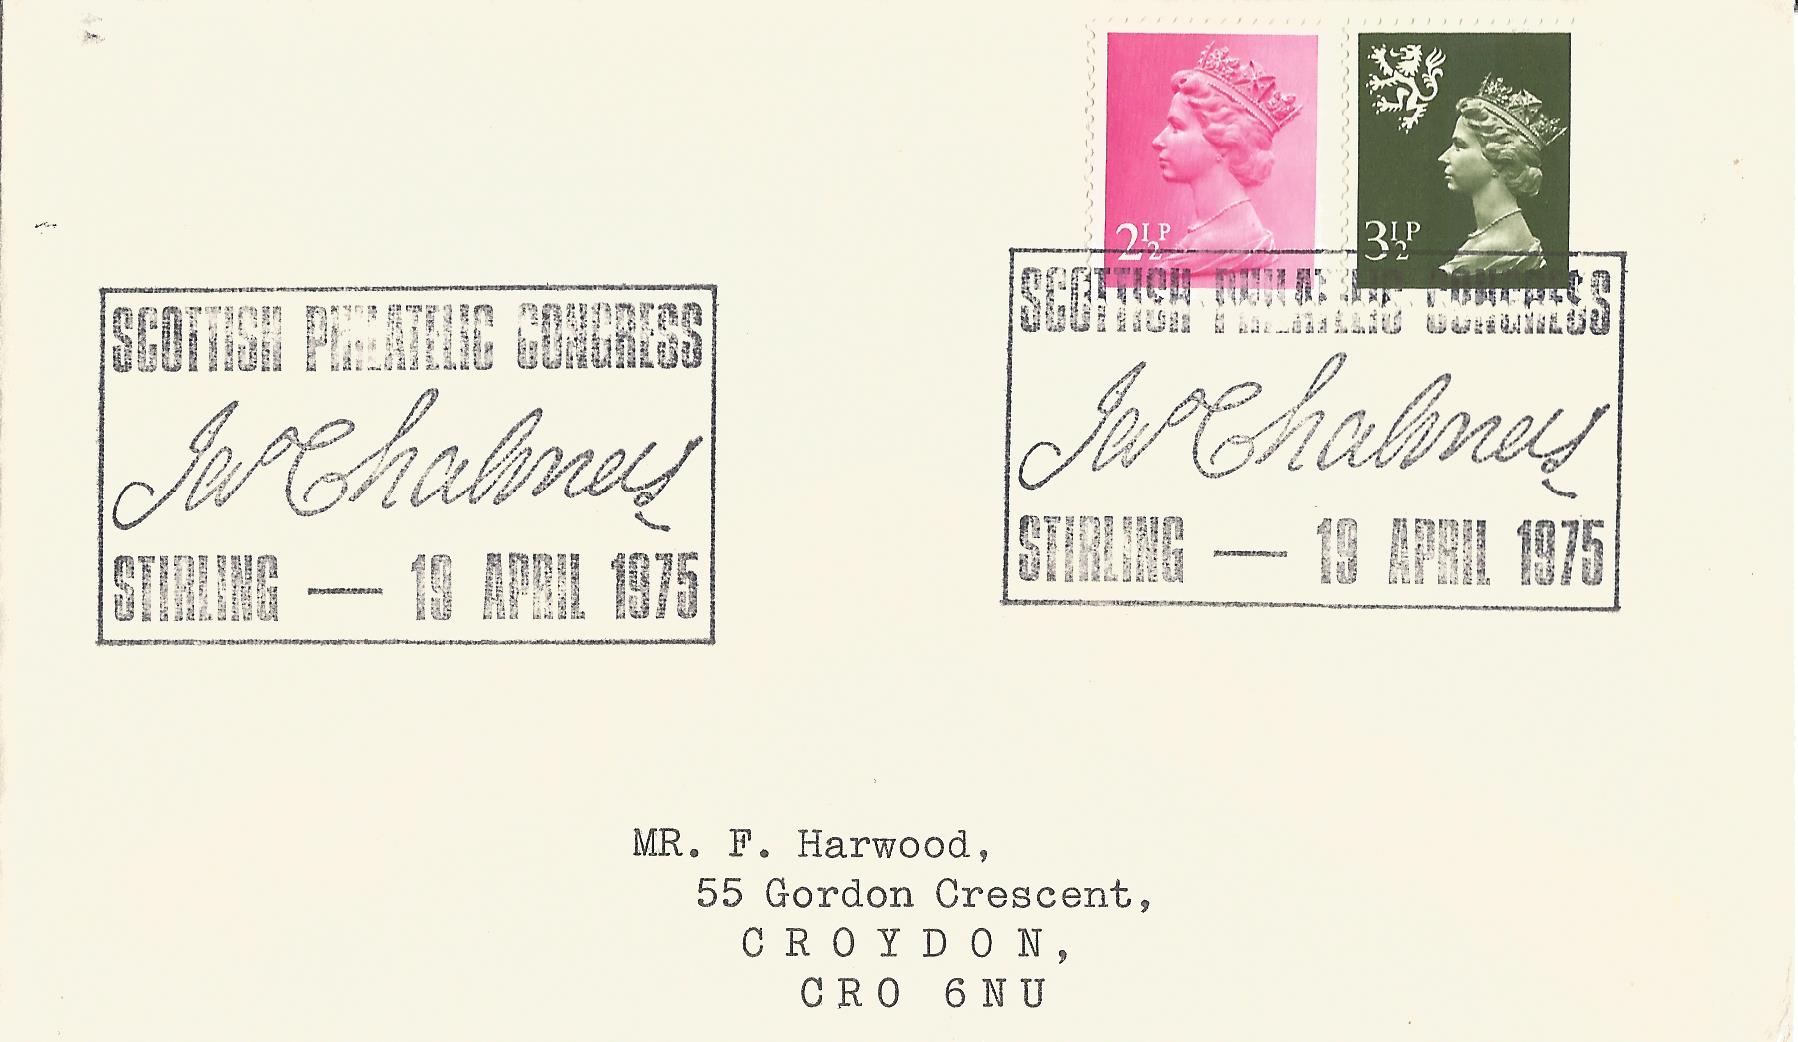 2½P
3½P
SCOTTISH PHILATELIC CONGRESS
Jas Chalmers
STIRLING — 19 APRIL 1975
SCOTTISH PHILATELIC CONGRESS
Jas Chalmers
STIRLING — 19 APRIL 1975
MR. F. Harwood,
55 Gordon Crescent,
CROYDON,
CRO 6NU